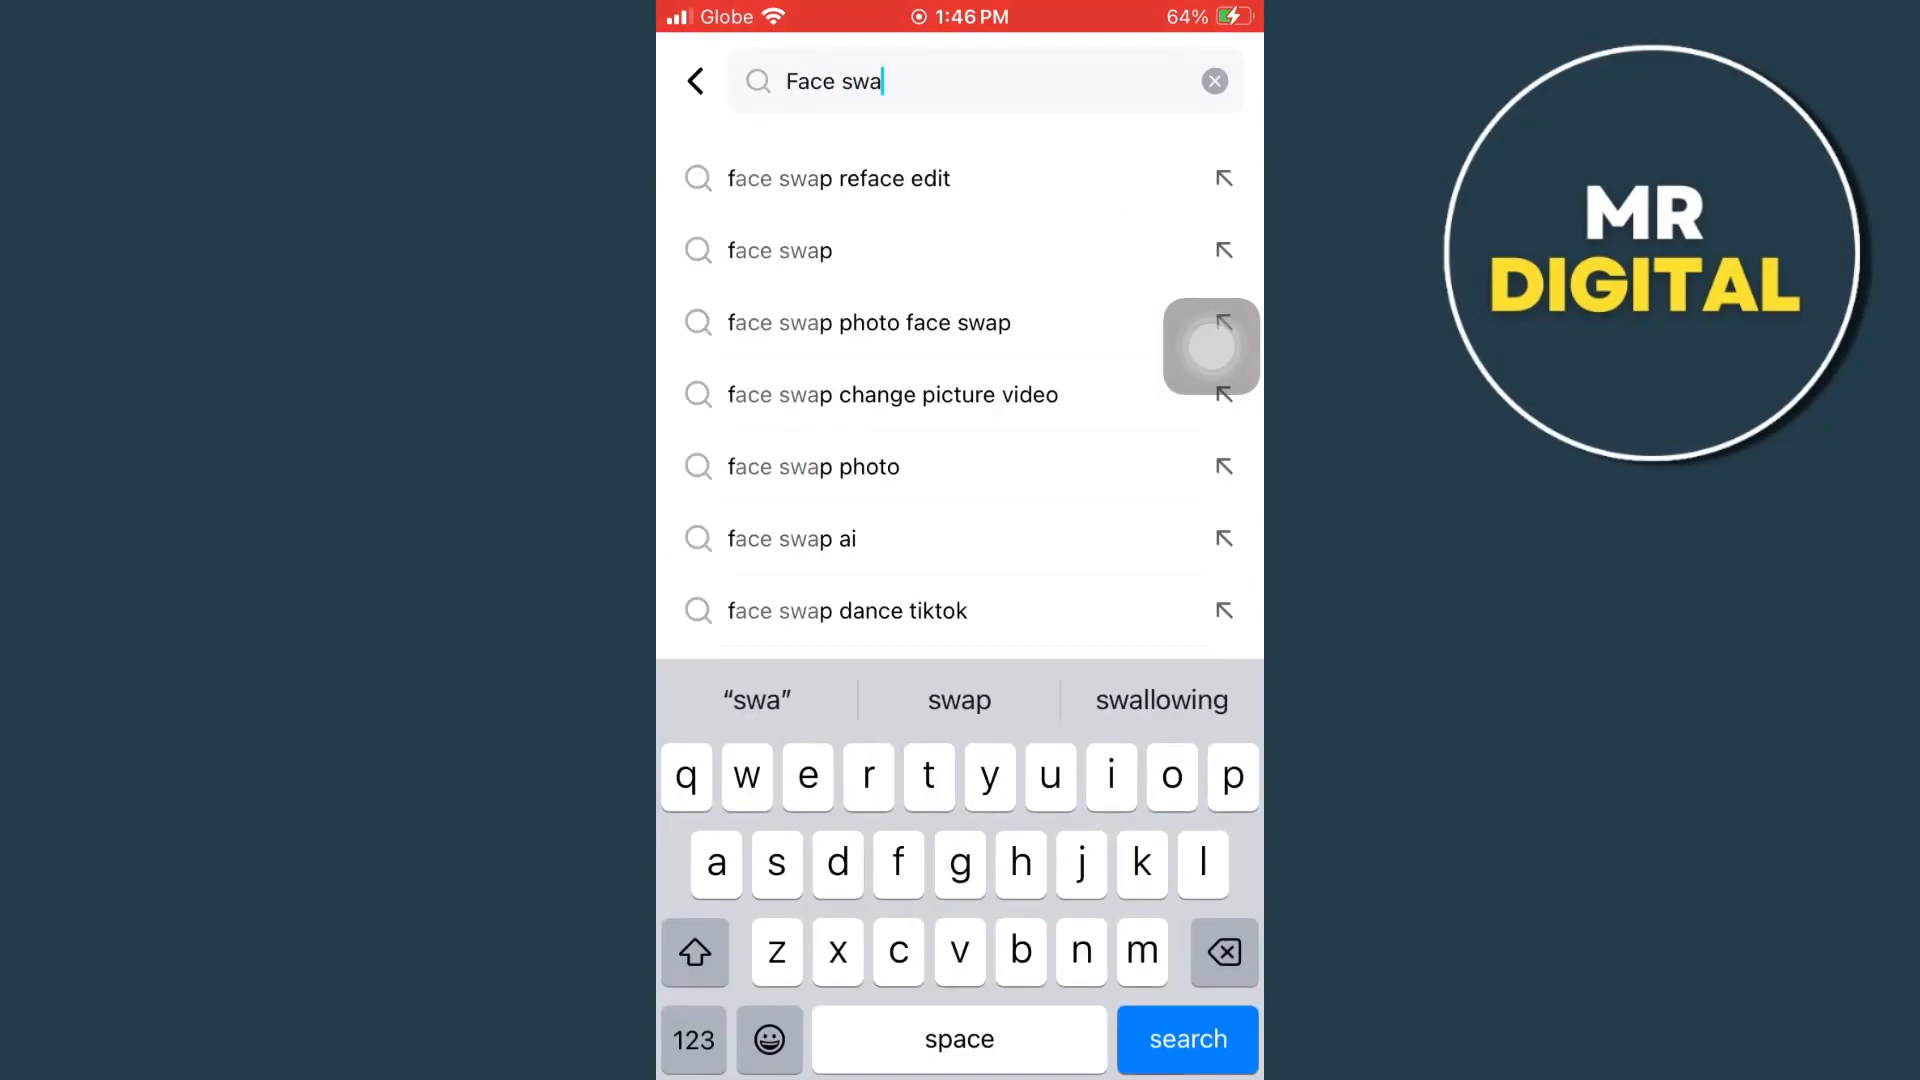 Globe 1:46 PM 64%
Face swa
face swap reface edit
face swap
face swap photo face swap
face swap change picture video
face swap photo
face swap ai
face swap dance tiktok
“swa” swap swallowing
q w e r t y u i o p
a s d f g h j k l
z x c v b n m
123 space search
MR
DIGITAL